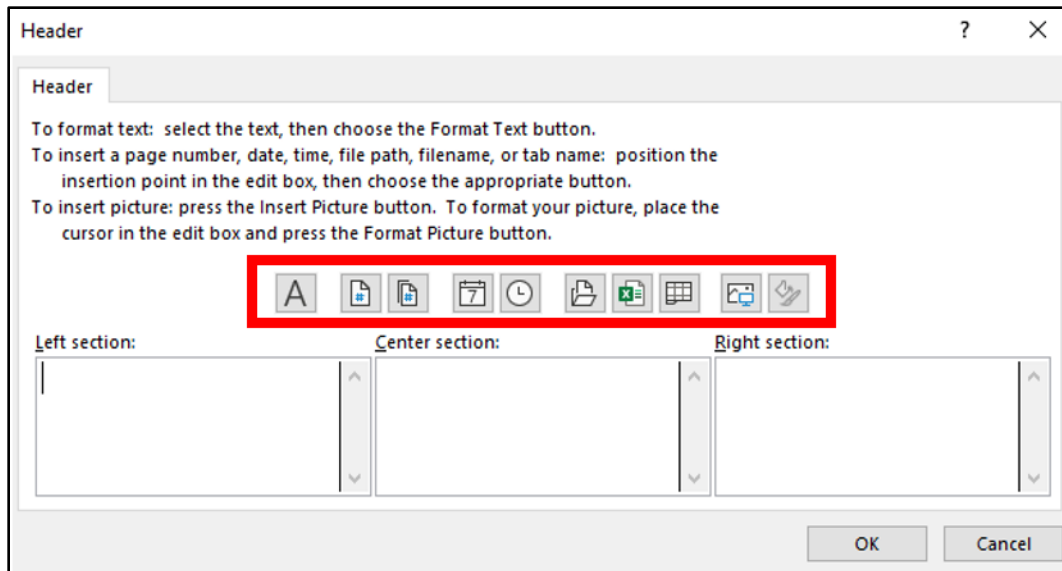 Header
?
Header
To format text:  select the text, then choose the Format Text button.
To insert a page number, date, time, file path, filename, or tab name:  position the
insertion point in the edit box, then choose the appropriate button.
To insert picture: press the Insert Picture button.  To format your picture, place the
cursor in the edit box and press the Format Picture button.
A # # 7 X
Left section: Center section: Right section:
OK Cancel